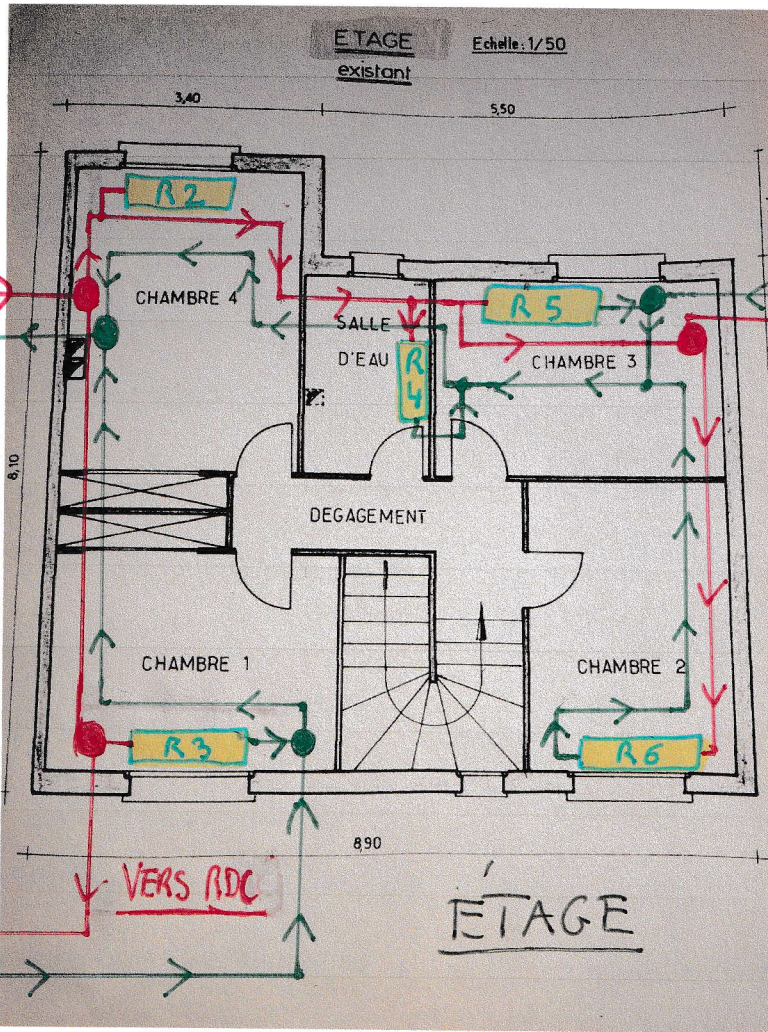 ETAGE
Echelle: 1/50
existant
3,40
5,50
R2
CHAMBRE 4
R5
SALLE
D'EAU
R
4
CHAMBRE 3
8,10
DEGAGEMENT
CHAMBRE 1
CHAMBRE 2
R3
R6
8,90
VERS RDC
ÉTAGE